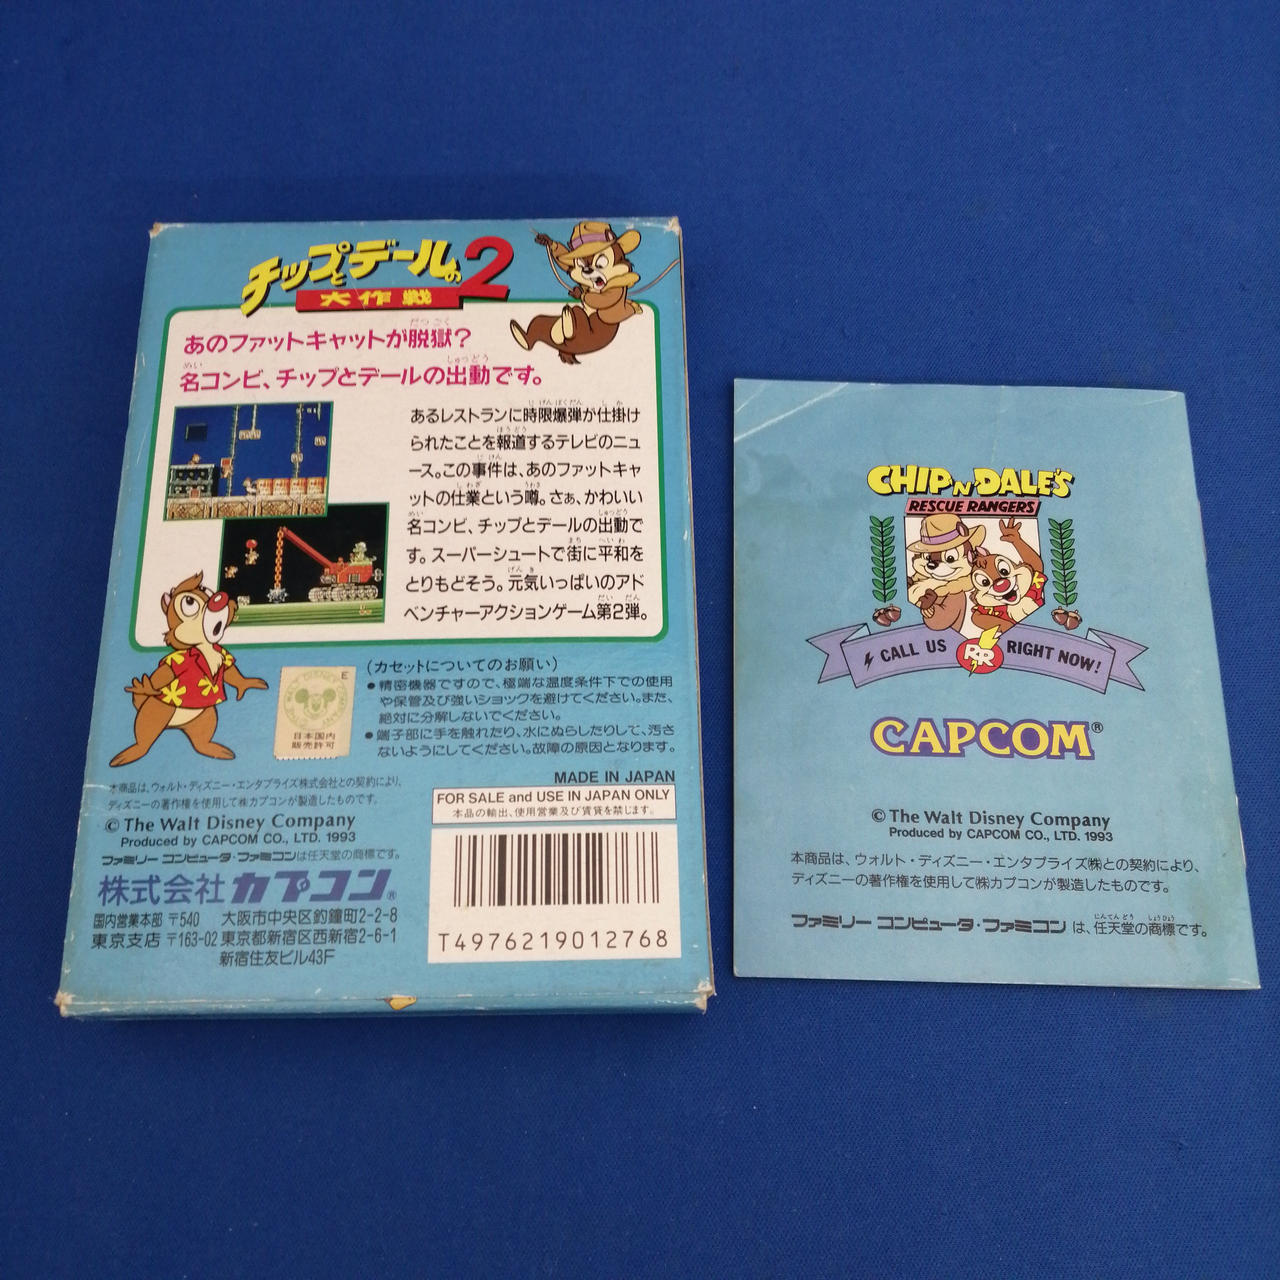 チップとデールの大作戦2
あのファットキャットが脱獄?
名コンビ、チップとデールの出動です。
あるレストランに時限爆弾が仕掛け
られたことを報道するテレビのニュ
ース。この事件は、あのファットキャ
ットの仕業という噂。さぁ、かわいい
名コンビ、チップとデールの出動で
す。スーパーシュートで街に平和を
とりもどそう。元気いっぱいのアド
ベンチャーアクションゲーム第2弾。
(カセットについてのお願い)
●精密機器ですので、極端な温度条件下での使用
や保管及び強いショックを避けてください。また、
絶対に分解しないでください。
●端子部に手を触れたり、水にぬらしたりして、汚さ
ないようにしてください。故障の原因となります。
E
日本国内
販売許可
本商品は、ウォルト・ディズニー・エンタプライズ株式会社との契約により、
ディズニーの著作権を使用して㈱カプコンが製造したものです。
© The Walt Disney Company
Produced by CAPCOM CO., LTD. 1993
ファミリー コンピュータ・ファミコンは任天堂の商標です。
株式会社カプコン®
国内営業本部 〒540 大阪市中央区釣鐘町2-2-8
東京支店 〒163-02 東京都新宿区西新宿2-6-1
新宿住友ビル43F
MADE IN JAPAN
FOR SALE and USE IN JAPAN ONLY
本品の輸出、使用営業及び賃貸を禁じます。
T4976219012768
CHIP 'N DALE'S
RESCUE RANGERS
CALL US RR RIGHT NOW!
CAPCOM®
© The Walt Disney Company
Produced by CAPCOM CO., LTD. 1993
本商品は、ウォルト・ディズニー・エンタプライズ㈱との契約により、
ディズニーの著作権を使用して㈱カプコンが製造したものです。
ファミリー コンピュータ・ファミコン は、任天堂の商標です。